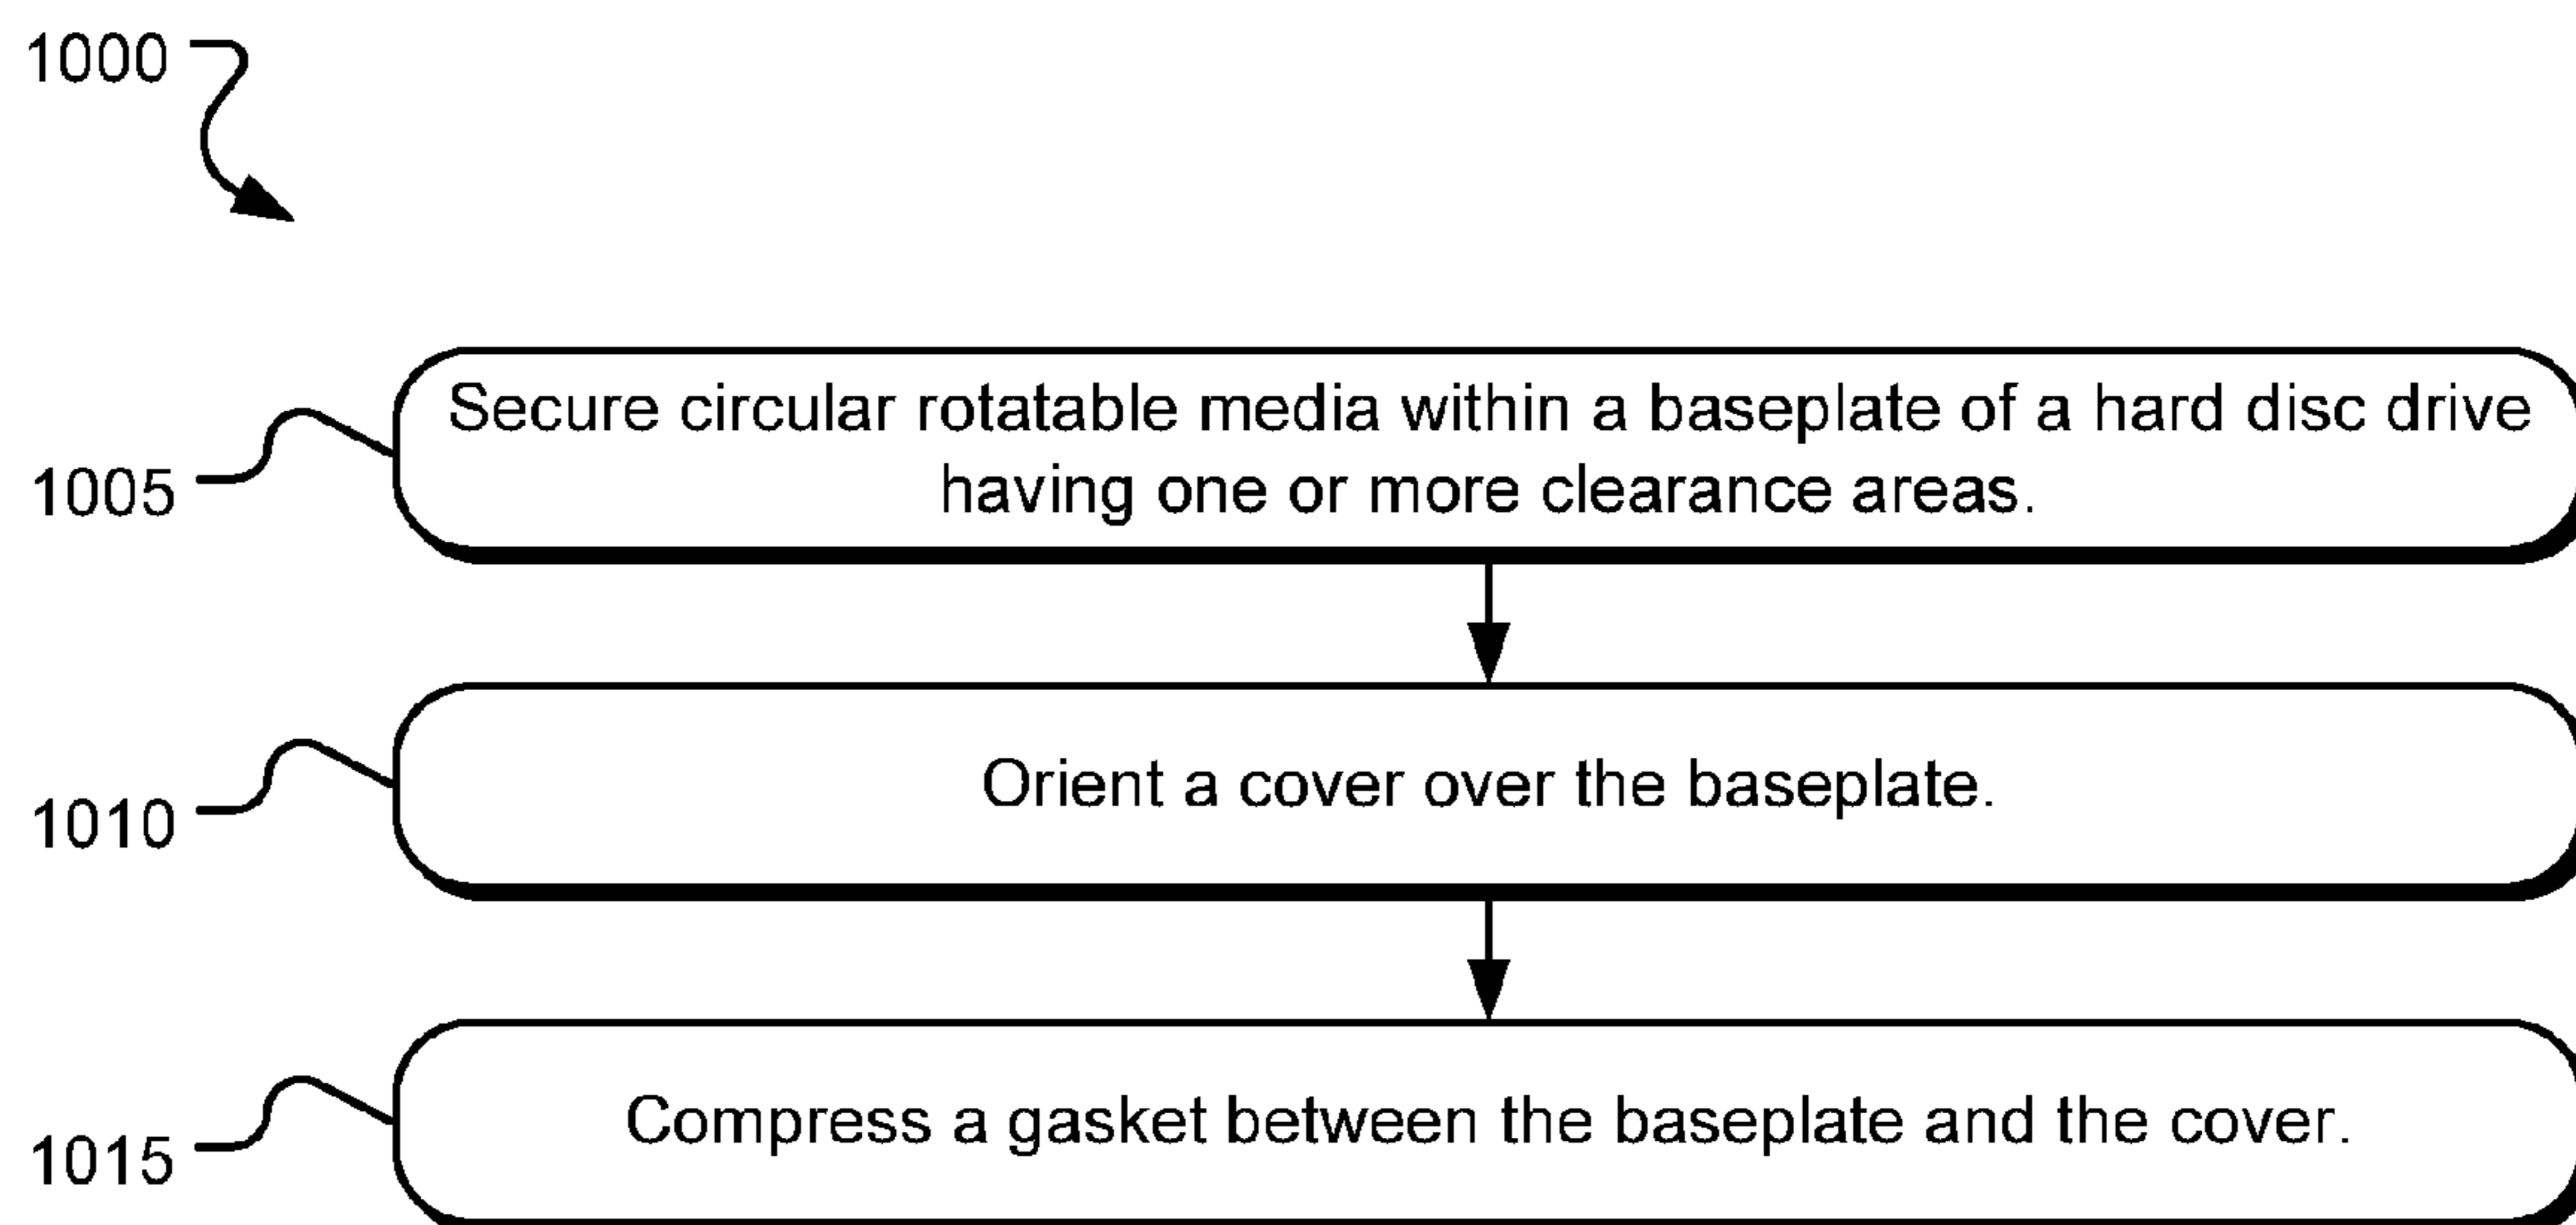 1000
Secure circular rotatable media within a baseplate of a hard disc drive
having one or more clearance areas.
1005
Orient a cover over the baseplate.
1010
Compress a gasket between the baseplate and the cover.
1015